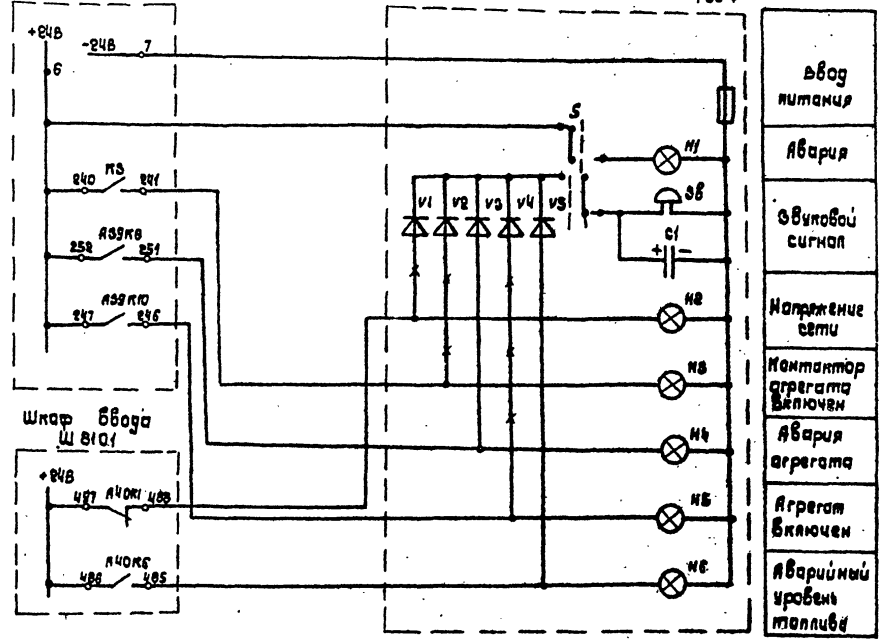 +24В
-24В 7
6
S
Ввод
питания
Н1
Авария
К3
240 241
V1 V2 V3 V4 V5
Зв
С1
+ -
Звуковой
сигнал
А39К8
252 251
А39К10
247 246
Н2
Напряжение
сети
Н3
Контактор
агрегата
включен
Шкаф Ввода
Ш 8101
Н4
Авария
агрегата
+24В
487 А40К1 488
Н5
Агрегат
включен
А40К6
486 485
Н6
Аварийный
уровень
топлива